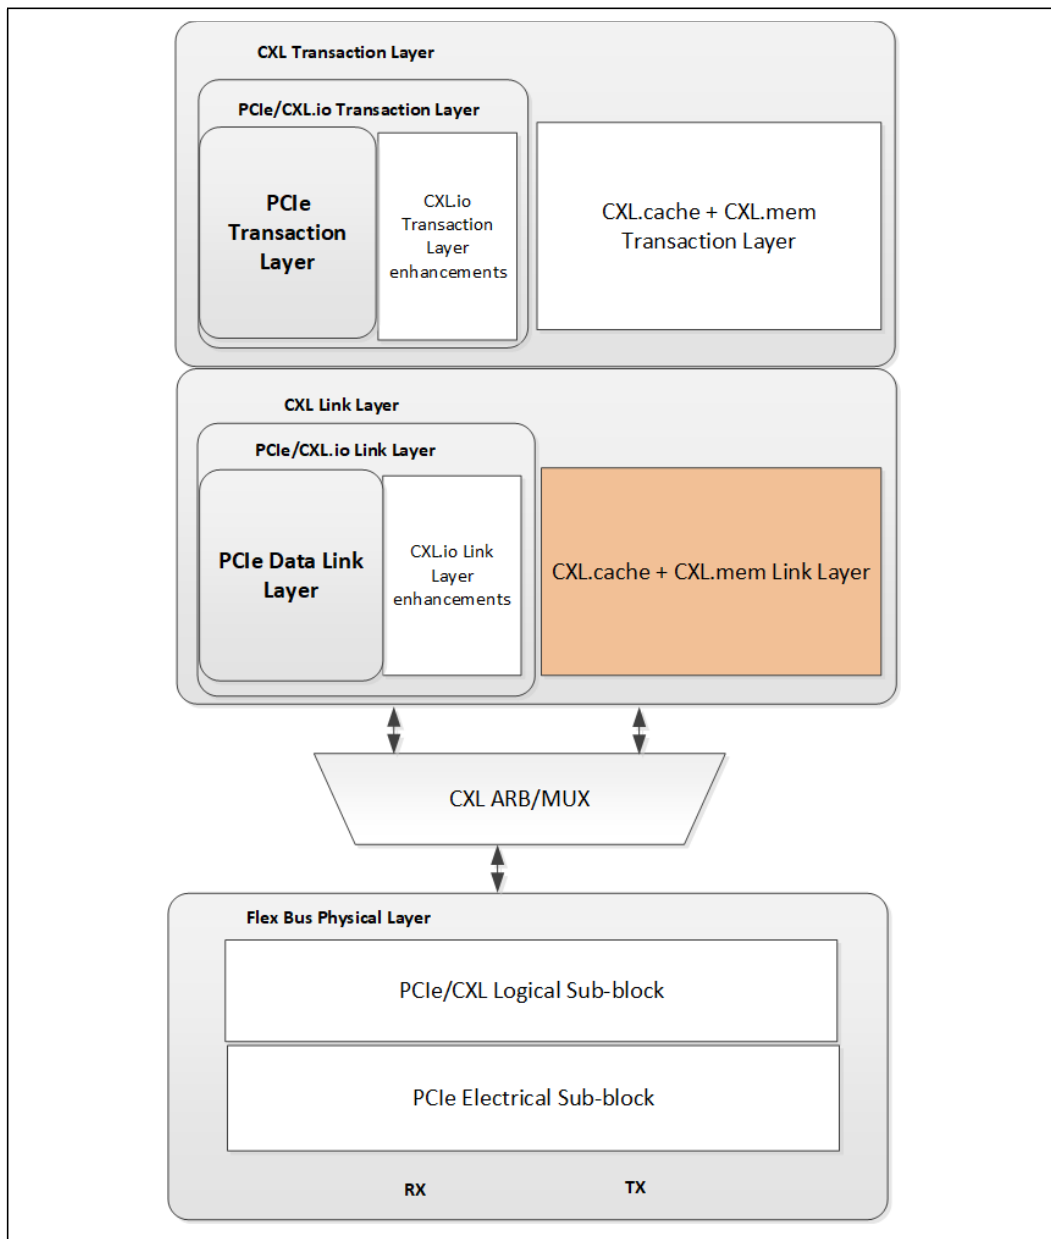 CXL Transaction Layer
PCIe/CXL.io Transaction Layer
PCIe
Transaction
Layer
CXL.io
Transaction
Layer
enhancements
CXL.cache + CXL.mem
Transaction Layer
CXL Link Layer
PCIe/CXL.io Link Layer
PCIe Data Link
Layer
CXL.io Link
Layer
enhancements
CXL.cache + CXL.mem Link Layer
CXL ARB/MUX
Flex Bus Physical Layer
PCIe/CXL Logical Sub-block
PCIe Electrical Sub-block
RX
TX